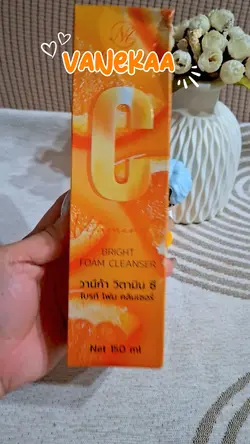 VANEKAA
C
BRIGHT
FOAM CLEANSER
วานีก้า วิตามิน ซี
ไบรท์ โฟม คลีนเซอร์
Net 150 ml